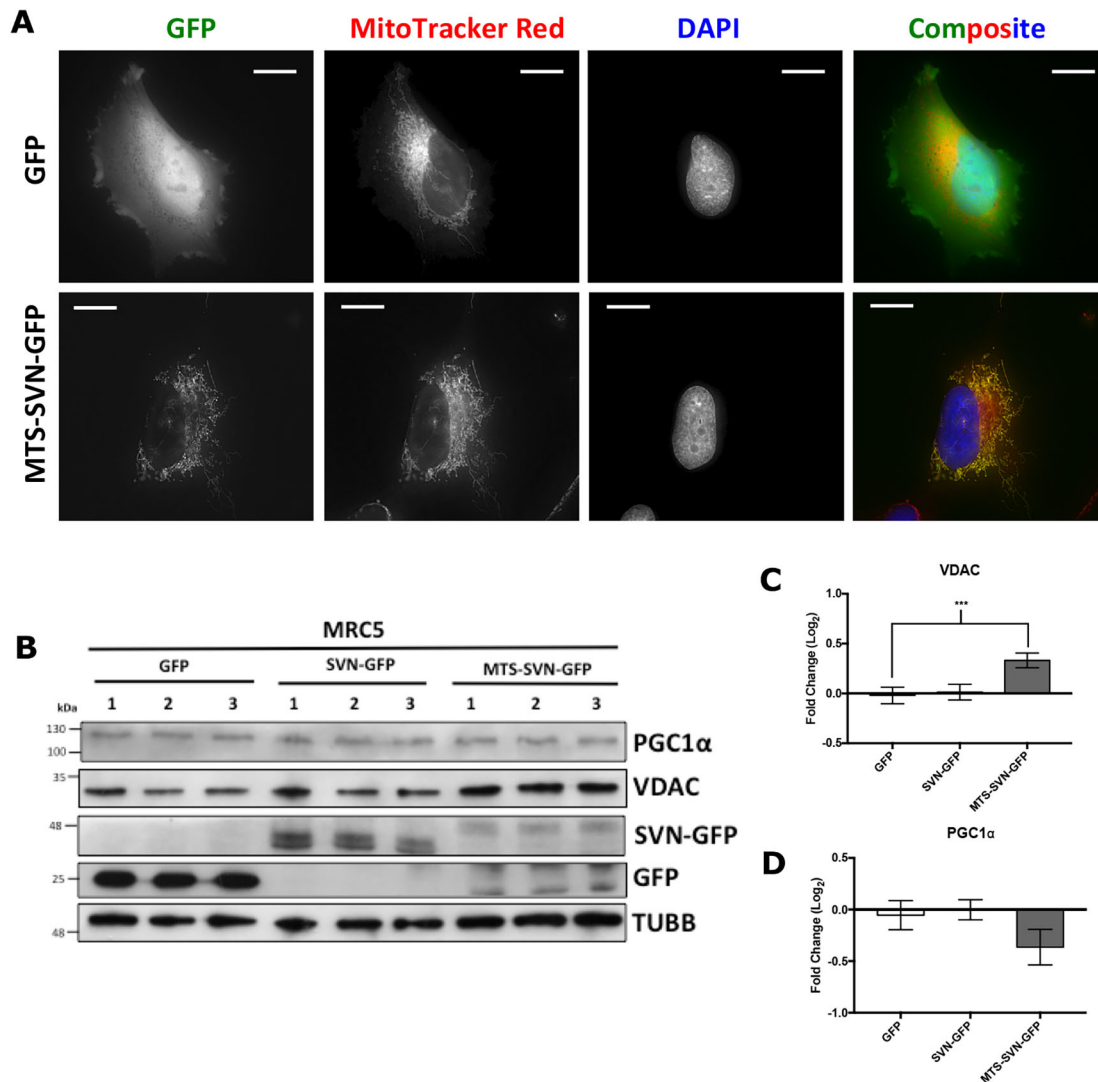 A
GFP MitoTracker Red DAPI Composite
GFP
MTS-SVN-GFP
B
MRC5
GFP SVN-GFP MTS-SVN-GFP
kDa 1 2 3 1 2 3 1 2 3
130
100
PGC1α
35
VDAC
48
SVN-GFP
25
GFP
48
TUBB
C
VDAC
***
Fold Change (Log2)
1.0
0.5
0.0
-0.5
GFP
SVN-GFP
MTS-SVN-GFP
D
PGC1α
Fold Change (Log2)
0.5
0.0
-0.5
-1.0
GFP
SVN-GFP
MTS-SVN-GFP